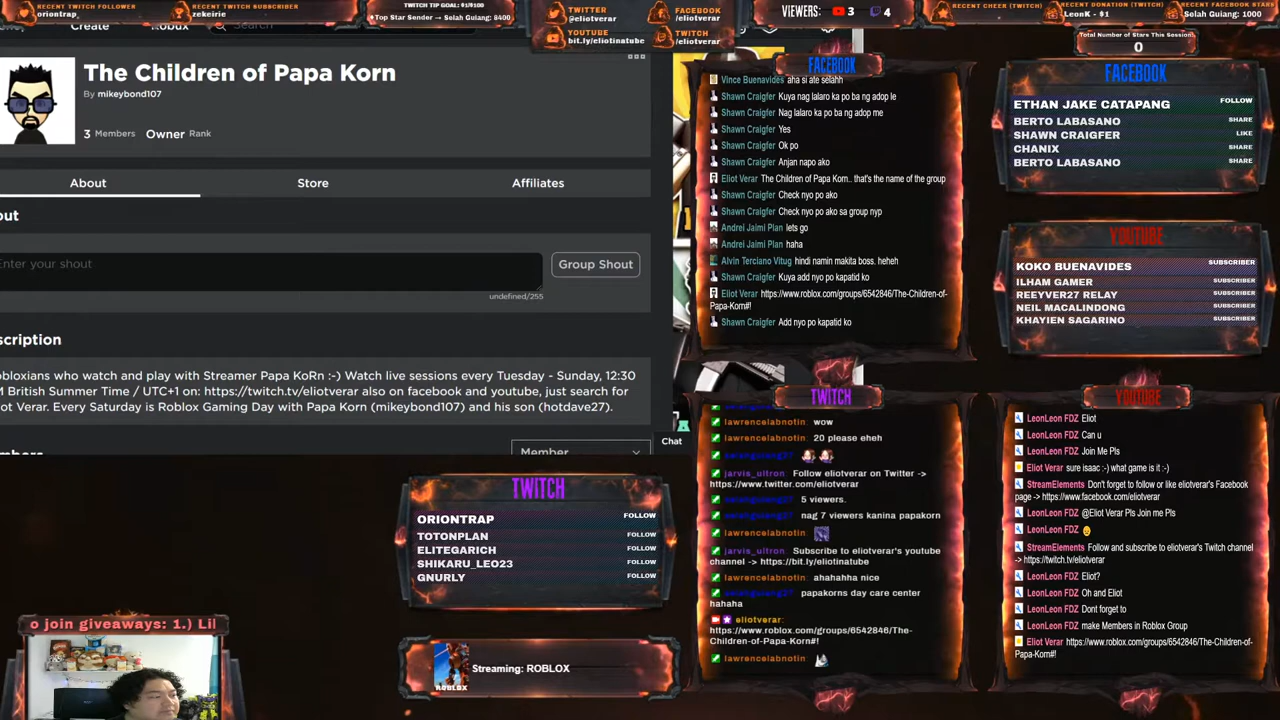 RECENT TWITCH FOLLOWER
oriontrap_
RECENT TWITCH SUBSCRIBER
zekeirie
TWITCH TIP GOAL: $1/$100
Top Star Sender → Selah Guiang: 8400
TWITTER
@eliotverar
FACEBOOK
/eliotverar
YOUTUBE
bit.ly/eliotinatube
TWITCH
/eliotverar
VIEWERS: 3 4
RECENT CHEER (TWITCH)
RECENT DONATION (TWITCH)
LeonK - $1
RECENT FACEBOOK STARS
Selah Guiang: 1000
Total Number of Stars This Session:
0
Create Robux Search
The Children of Papa Korn
By mikeybond107
3 Members Owner Rank
About Store Affiliates
out
Enter your shout
Group Shout
undefined/255
scription
obloxians who watch and play with Streamer Papa KoRn :-) Watch live sessions every Tuesday - Sunday, 12:30
M British Summer Time / UTC+1 on: https://twitch.tv/eliotverar also on facebook and youtube, just search for
iot Verar. Every Saturday is Roblox Gaming Day with Papa Korn (mikeybond107) and his son (hotdave27).
mbers
Member
Chat
FACEBOOK
Vince Buenavides aha si ate selahh
Shawn Craigfer Kuya nag lalaro ka po ba ng adop le
Shawn Craigfer Nag lalaro ka po ba ng adop me
Shawn Craigfer Yes
Shawn Craigfer Ok po
Shawn Craigfer Anjan napo ako
Eliot Verar The Children of Papa Korn.. that's the name of the group
Shawn Craigfer Check nyo po ako
Shawn Craigfer Check nyo po ako sa group nyp
Andrei Jaimi Plan lets go
Andrei Jaimi Plan haha
Alvin Terciano Vitug hindi namin makita boss. heheh
Shawn Craigfer Kuya add nyo po kapatid ko
Eliot Verar https://www.roblox.com/groups/6542846/The-Children-of-
Papa-Korn#!
Shawn Craigfer Add nyo po kapatid ko
FACEBOOK
ETHAN JAKE CATAPANG FOLLOW
BERTO LABASANO SHARE
SHAWN CRAIGFER LIKE
CHANIX SHARE
BERTO LABASANO SHARE
YOUTUBE
KOKO BUENAVIDES SUBSCRIBER
ILHAM GAMER SUBSCRIBER
REEYVER27 RELAY SUBSCRIBER
NEIL MACALINDONG SUBSCRIBER
KHAYIEN SAGARINO SUBSCRIBER
TWITCH
ORIONTRAP FOLLOW
TOTONPLAN FOLLOW
ELITEGARICH FOLLOW
SHIKARU_LEO23 FOLLOW
GNURLY FOLLOW
o join giveaways: 1.) Lil
ROBLOX
Streaming: ROBLOX
TWITCH
lawrencelabnotin: wow
lawrencelabnotin: 20 please eheh
jarvis_ultron: Follow eliotverar on Twitter ->
https://www.twitter.com/eliotverar
5 viewers.
nag 7 viewers kanina papakorn
lawrencelabnotin:
jarvis_ultron: Subscribe to eliotverar's youtube
channel -> https://bit.ly/eliotinatube
lawrencelabnotin: ahahahha nice
papakorns day care center
hahaha
eliotverar:
https://www.roblox.com/groups/6542846/The-
Children-of-Papa-Korn#!
lawrencelabnotin:
YOUTUBE
LeonLeon FDZ Eliot
LeonLeon FDZ Can u
LeonLeon FDZ Join Me Pls
Eliot Verar sure isaac :-) what game is it :-)
StreamElements Don't forget to follow or like eliotverar's Facebook
page -> https://www.facebook.com/eliotverar
LeonLeon FDZ @Eliot Verar Pls Join me Pls
LeonLeon FDZ
StreamElements Follow and subscribe to eliotverar's Twitch channel
-> https://twitch.tv/eliotverar
LeonLeon FDZ Eliot?
LeonLeon FDZ Oh and Eliot
LeonLeon FDZ Dont forget to
LeonLeon FDZ make Members in Roblox Group
Eliot Verar https://www.roblox.com/groups/6542846/The-Children-of-
Papa-Korn#!